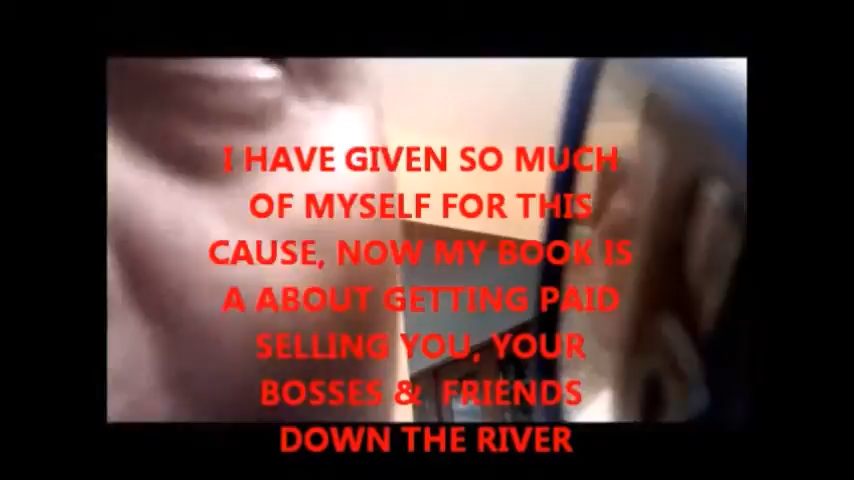 I HAVE GIVEN SO MUCH
OF MYSELF FOR THIS
CAUSE, NOW MY BOOK IS
A ABOUT GETTING PAID
SELLING YOU, YOUR
BOSSES & FRIENDS
DOWN THE RIVER